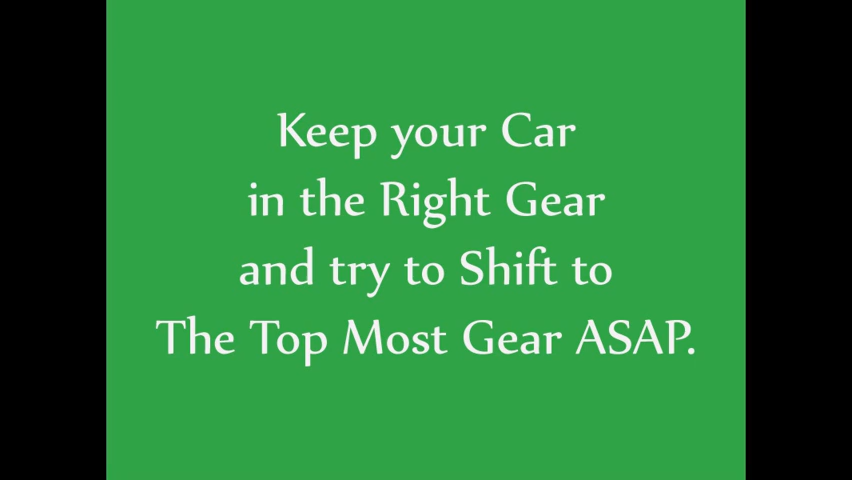 Keep your Car
in the Right Gear
and try to Shift to
The Top Most Gear ASAP.